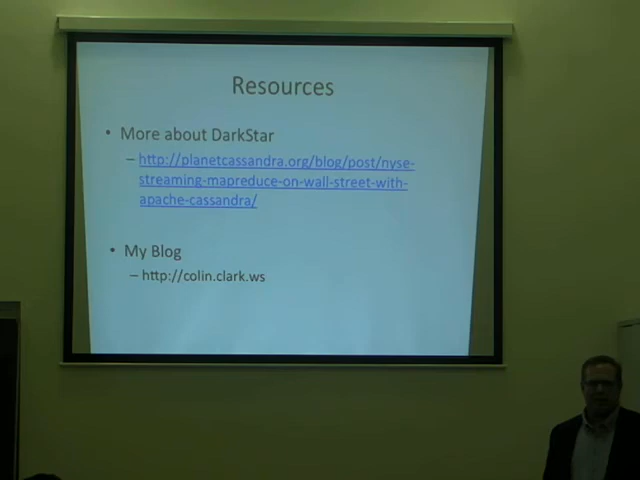 Resources
• More about DarkStar
– http://planetcassandra.org/blog/post/nyse-
streaming-mapreduce-on-wall-street-with-
apache-cassandra/
• My Blog
– http://colin.clark.ws